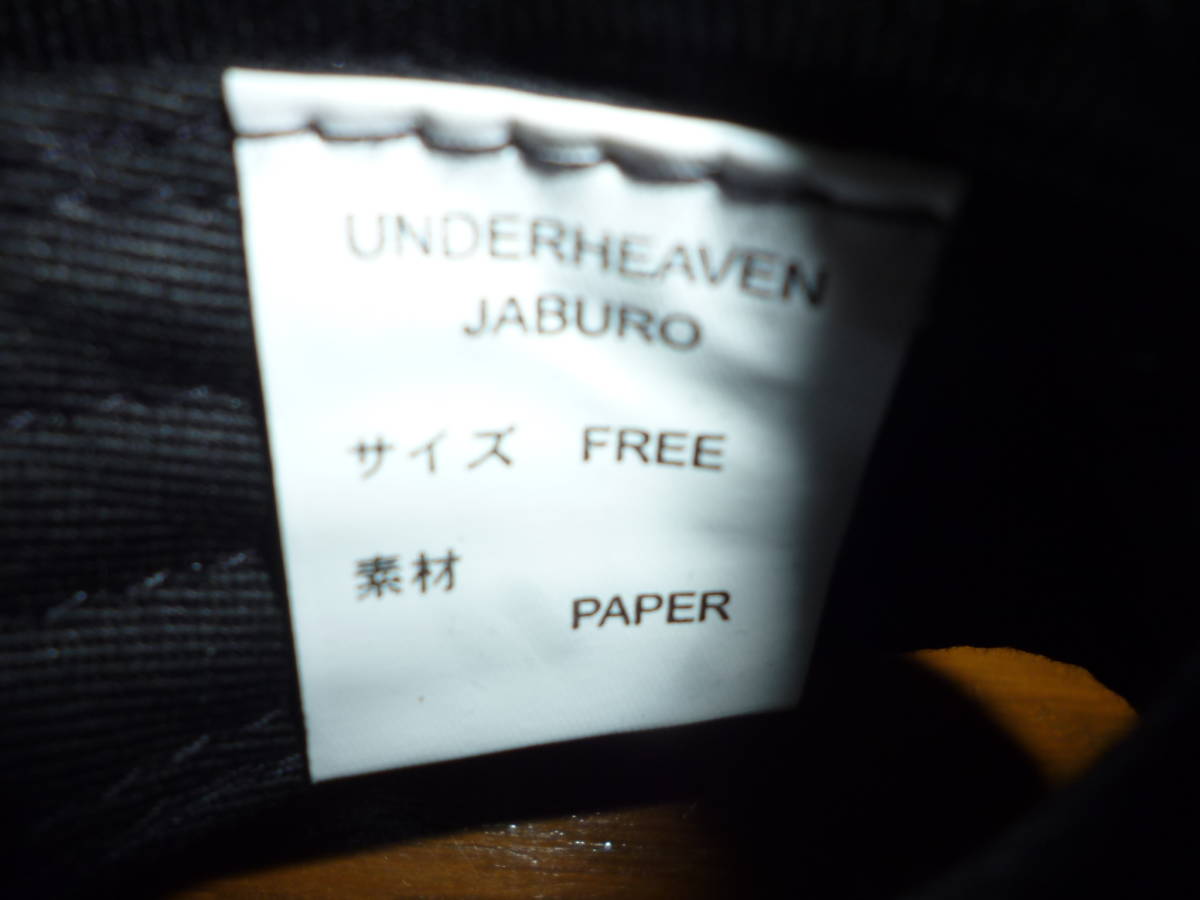 UNDERHEAVEN
JABURO
サイズ FREE
素材
PAPER